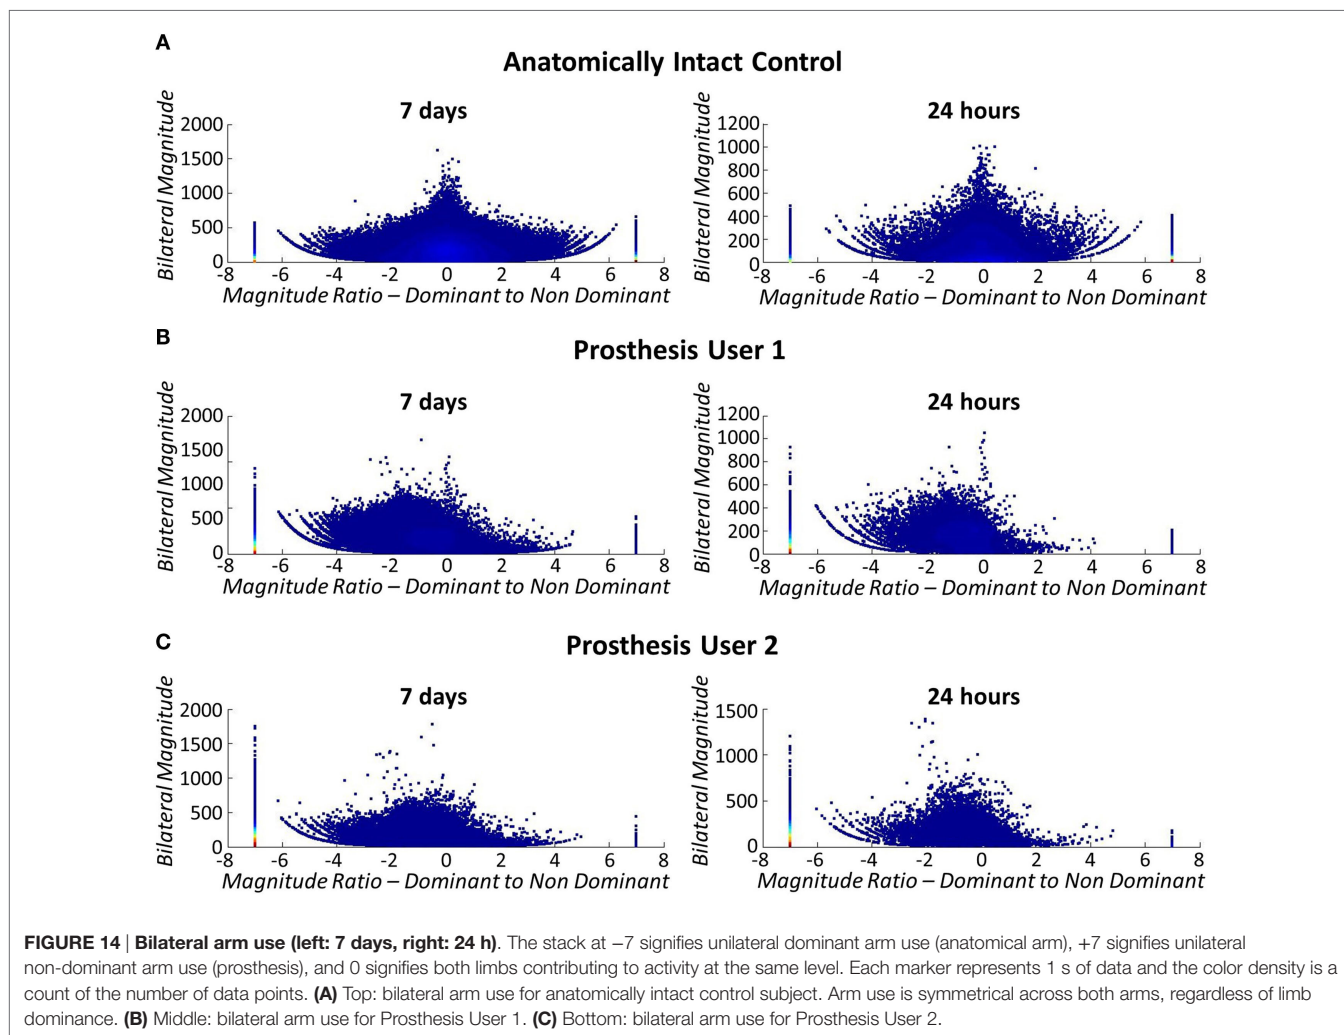 A
Anatomically Intact Control
7 days
24 hours
Bilateral Magnitude
2000
1500
1000
500
0
-8 -6 -4 -2 0 2 4 6 8
Magnitude Ratio – Dominant to Non Dominant
Bilateral Magnitude
1200
1000
800
600
400
200
0
-8 -6 -4 -2 0 2 4 6 8
Magnitude Ratio – Dominant to Non Dominant
B
Prosthesis User 1
7 days
24 hours
Bilateral Magnitude
2000
1500
1000
500
0
-8 -6 -4 -2 0 2 4 6 8
Magnitude Ratio – Dominant to Non Dominant
Bilateral Magnitude
1200
1000
800
600
400
200
0
-8 -6 -4 -2 0 2 4 6 8
Magnitude Ratio – Dominant to Non Dominant
C
Prosthesis User 2
7 days
24 hours
Bilateral Magnitude
2000
1500
1000
500
0
-8 -6 -4 -2 0 2 4 6 8
Magnitude Ratio – Dominant to Non Dominant
Bilateral Magnitude
1500
1000
500
0
-8 -6 -4 -2 0 2 4 6 8
Magnitude Ratio – Dominant to Non Dominant
FIGURE 14 | Bilateral arm use (left: 7 days, right: 24 h). The stack at −7 signifies unilateral dominant arm use (anatomical arm), +7 signifies unilateral
non-dominant arm use (prosthesis), and 0 signifies both limbs contributing to activity at the same level. Each marker represents 1 s of data and the color density is a
count of the number of data points. (A) Top: bilateral arm use for anatomically intact control subject. Arm use is symmetrical across both arms, regardless of limb
dominance. (B) Middle: bilateral arm use for Prosthesis User 1. (C) Bottom: bilateral arm use for Prosthesis User 2.